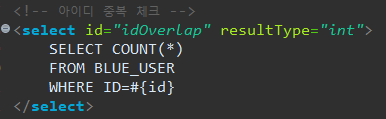 <!-- 아이디 중복 체크 -->
<select id="idOverlap" resultType="int">
SELECT COUNT(*)
FROM BLUE_USER
WHERE ID=#{id}
</select>